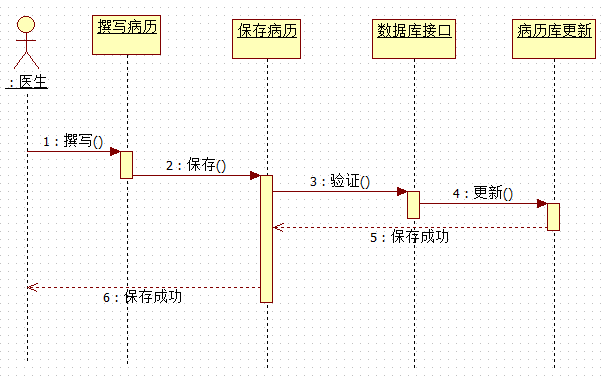 撰写病历
保存病历
数据库接口
病历库更新
：医生
1：撰写()
2：保存()
3：验证()
4：更新()
5：保存成功
6：保存成功